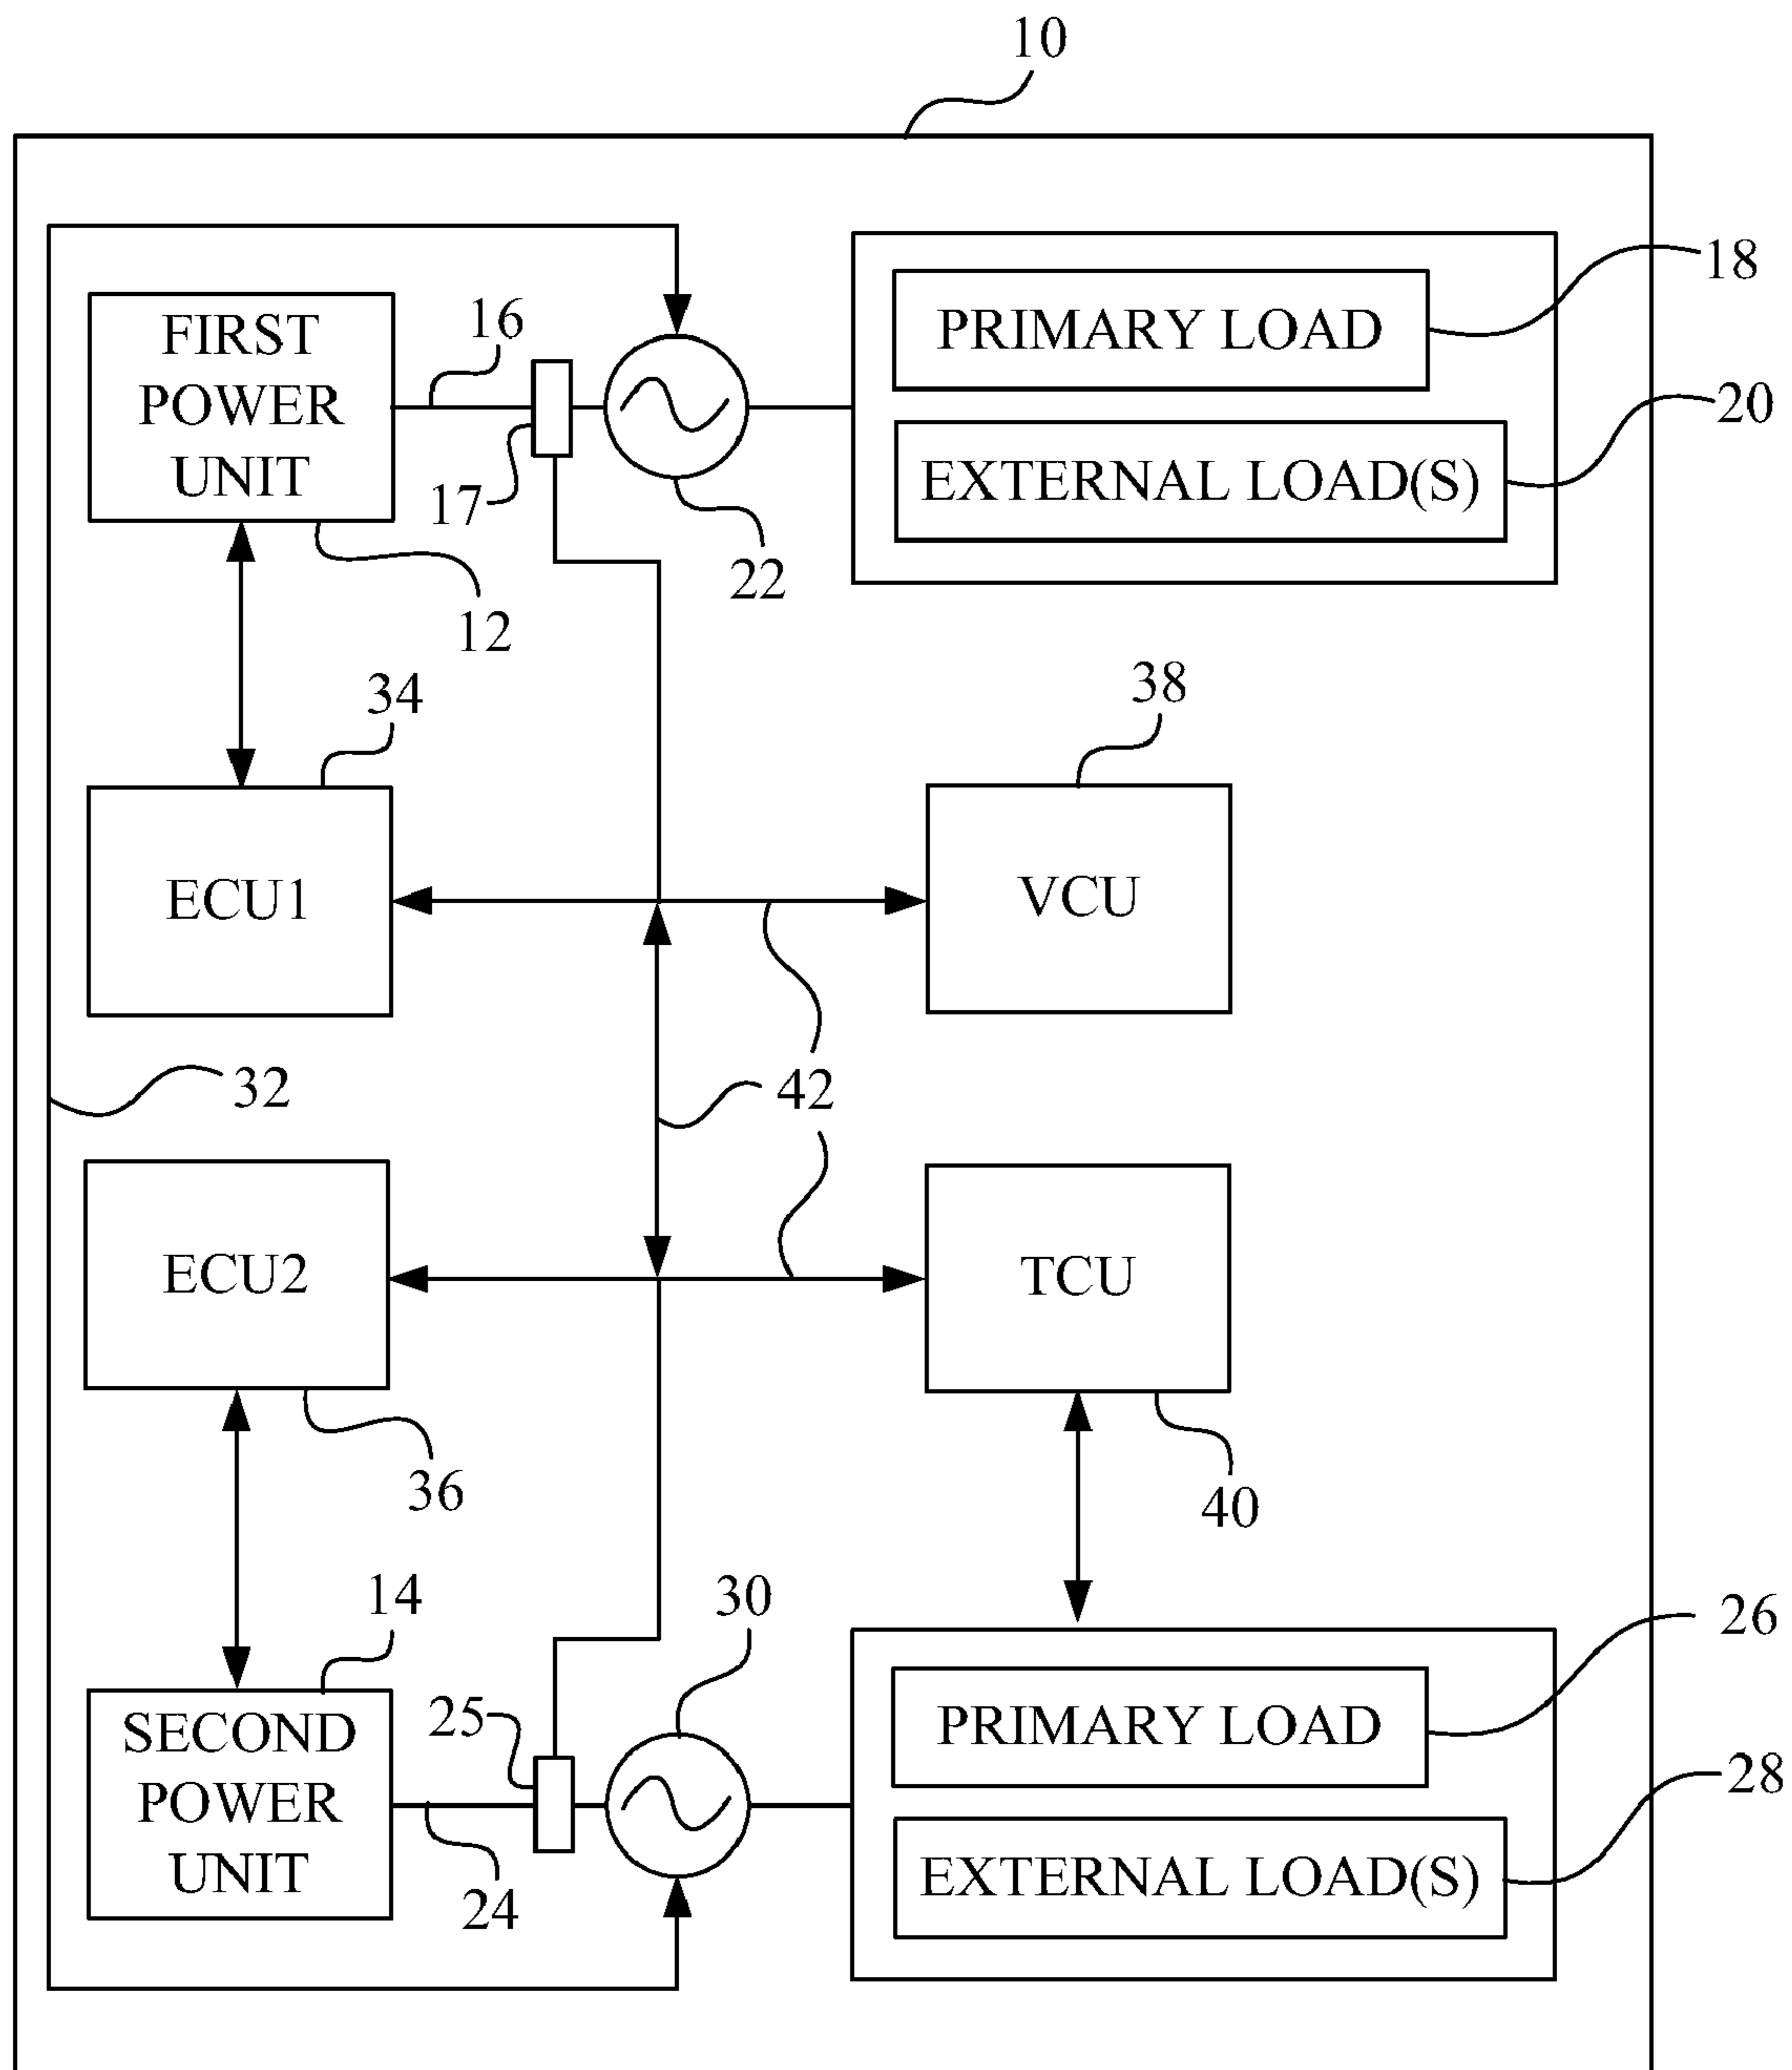 10
18
FIRST
POWER
UNIT
16
PRIMARY LOAD
20
17
EXTERNAL LOAD(S)
22
12
34
38
ECU1
VCU
32
42
ECU2
TCU
36
40
14
30
26
SECOND
POWER
UNIT
25
PRIMARY LOAD
28
24
EXTERNAL LOAD(S)